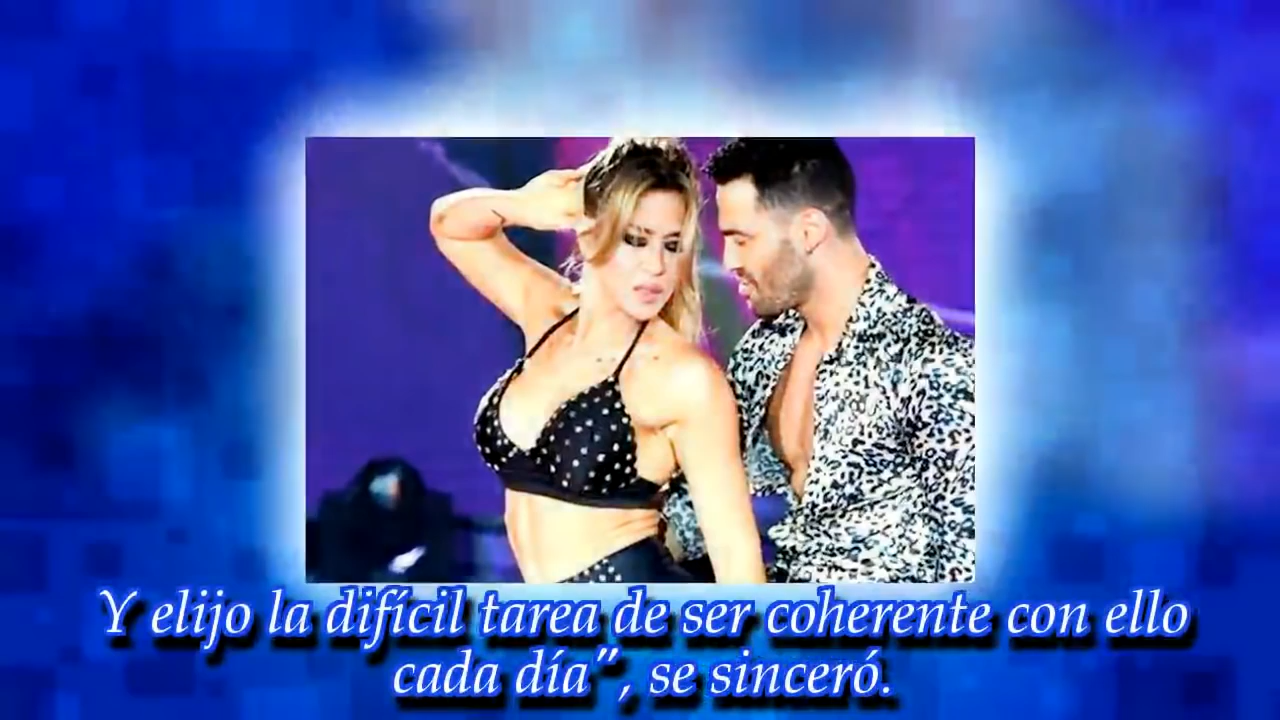 Y elijo la difícil tarea de ser coherente con ello
cada día”, se sinceró.